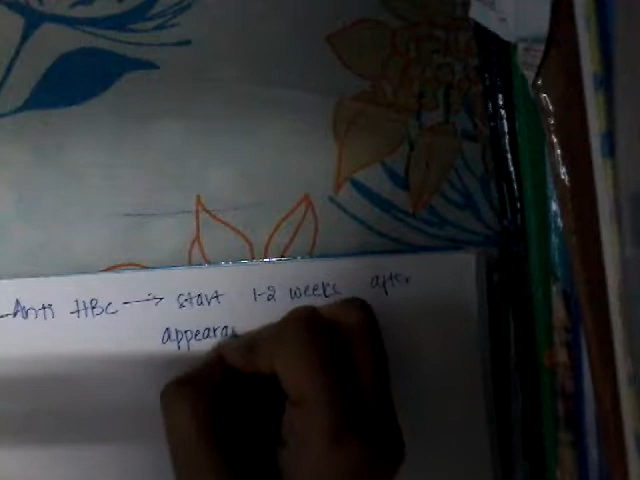 Anti HBc → start 1-2 weeks after
appeara